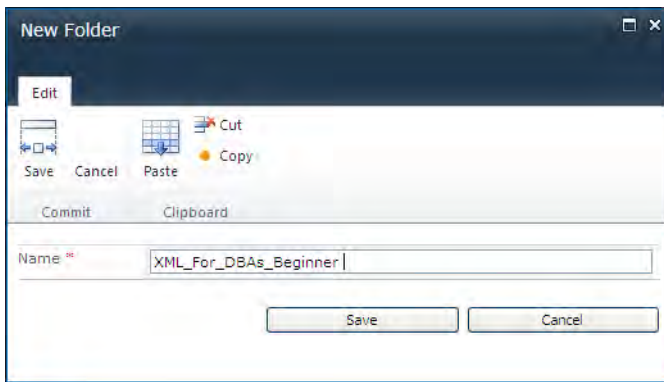 New Folder
Edit
Cut
Copy
Save Cancel Paste
Commit Clipboard
Name * XML_For_DBAs_Beginner
Save Cancel